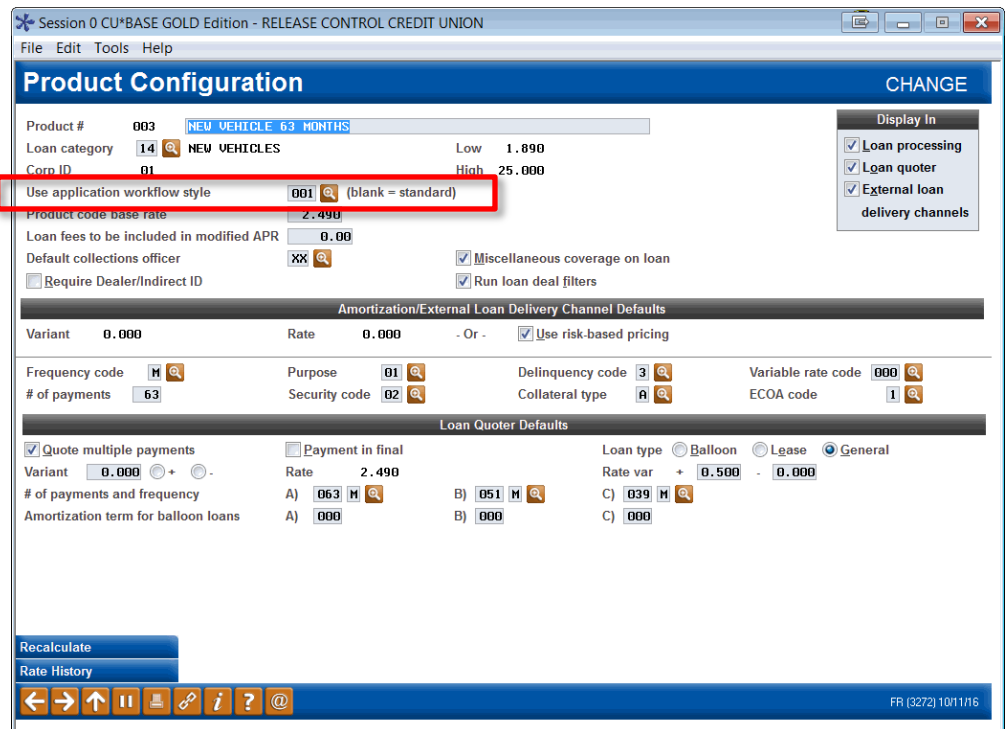 Session 0 CU*BASE GOLD Edition - RELEASE CONTROL CREDIT UNION
File Edit Tools Help
Product Configuration CHANGE
Product # 003 NEW VEHICLE 63 MONTHS Display In
Loan category 14 NEW VEHICLES Low 1.890 Loan processing
Corp ID 01 High 25.000 Loan quoter
Use application workflow style 001 (blank = standard) External loan
delivery channels
Product code base rate 2.490
Loan fees to be included in modified APR 0.00
Default collections officer XX Miscellaneous coverage on loan
Require Dealer/Indirect ID Run loan deal filters
Amortization/External Loan Delivery Channel Defaults
Variant 0.000 Rate 0.000 - Or - Use risk-based pricing
Frequency code M Purpose 01 Delinquency code 3 Variable rate code 000
# of payments 63 Security code 02 Collateral type A ECOA code 1
Loan Quoter Defaults
Quote multiple payments Payment in final Loan type Balloon Lease General
Variant 0.000 + - Rate 2.490 Rate var + 0.500 - 0.000
# of payments and frequency A) 063 M B) 051 M C) 039 M
Amortization term for balloon loans A) 000 B) 000 C) 000
Recalculate
Rate History
FR (3272) 10/11/16